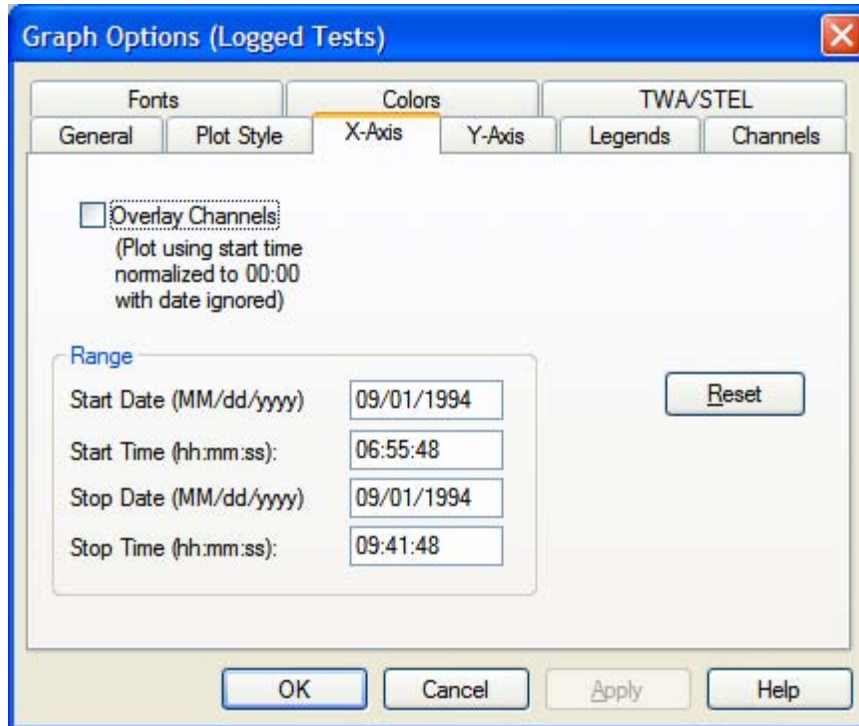 Graph Options (Logged Tests)
Fonts
Colors
TWA/STEL
General
Plot Style
X-Axis
Y-Axis
Legends
Channels
Overlay Channels
(Plot using start time
normalized to 00:00
with date ignored)
Range
Start Date (MM/dd/yyyy)
09/01/1994
Reset
Start Time (hh:mm:ss):
06:55:48
Stop Date (MM/dd/yyyy)
09/01/1994
Stop Time (hh:mm:ss):
09:41:48
OK
Cancel
Apply
Help